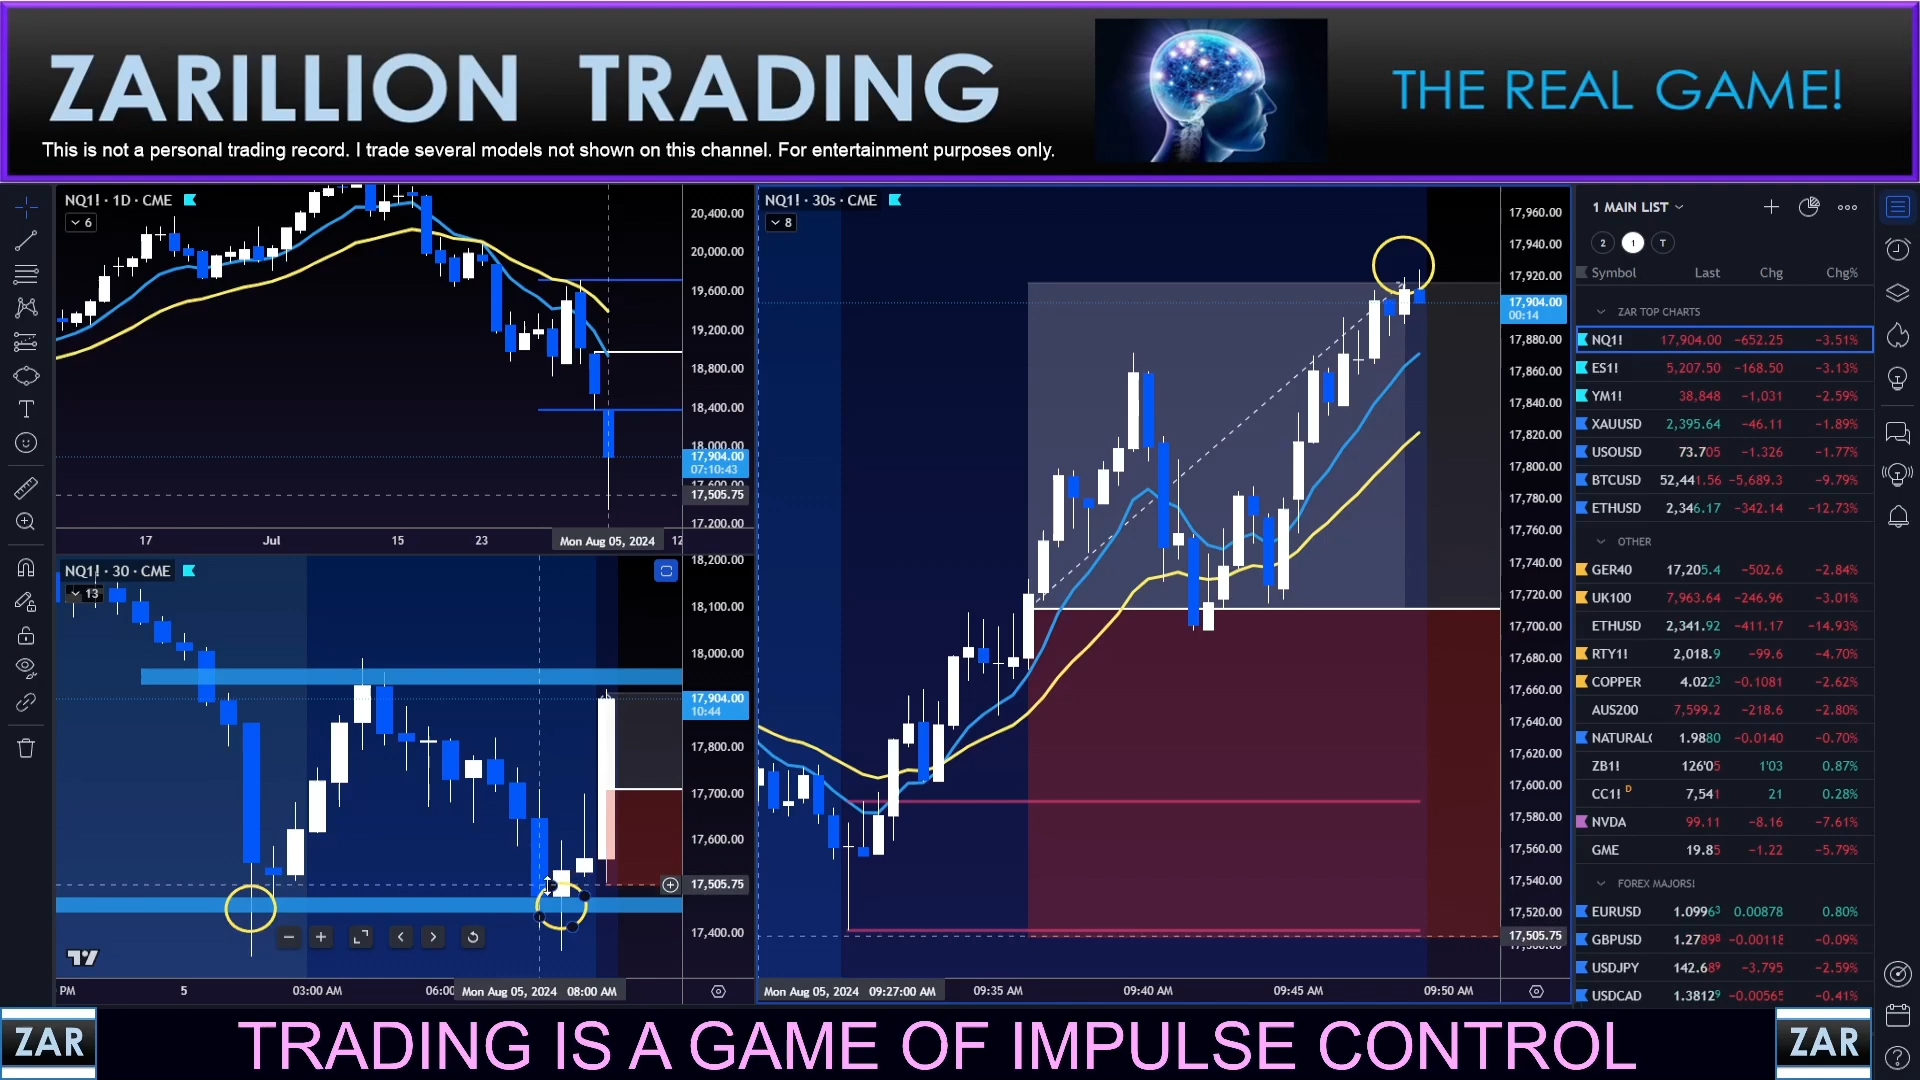 ZARILLION TRADING
THE REAL GAME!
This is not a personal trading record. I trade several models not shown on this channel. For entertainment purposes only.
NQ1! · 1D · CME
6
20,400.00
20,000.00
19,600.00
19,200.00
18,800.00
18,400.00
18,000.00
17,904.00
07:10:43
17,600.00
17,505.75
17,200.00
17
Jul
15
23
Mon Aug 05, 2024
12
NQ1! · 30 · CME
13
18,200.00
18,100.00
18,000.00
17,904.00
10:44
17,800.00
17,700.00
17,600.00
17,505.75
17,400.00
PM
5
03:00 AM
06:00
Mon Aug 05, 2024 08:00 AM
NQ1! · 30s · CME
8
17,960.00
17,940.00
17,920.00
17,904.00
00:14
17,880.00
17,860.00
17,840.00
17,820.00
17,800.00
17,780.00
17,760.00
17,740.00
17,720.00
17,700.00
17,680.00
17,660.00
17,640.00
17,620.00
17,600.00
17,580.00
17,560.00
17,540.00
17,520.00
17,505.75
Mon Aug 05, 2024 09:27:00 AM
09:35 AM
09:40 AM
09:45 AM
09:50 AM
1 MAIN LIST
2 1 T
Symbol Last Chg Chg%
ZAR TOP CHARTS
NQ1! 17,904.00 −652.25 −3.51%
ES1! 5,207.50 −168.50 −3.13%
YM1! 38,848 −1,031 −2.59%
XAUUSD 2,395.64 −46.11 −1.89%
USOUSD 73.705 −1.326 −1.77%
BTCUSD 52,441.56 −5,689.3 −9.79%
ETHUSD 2,346.17 −342.14 −12.73%
OTHER
GER40 17,205.4 −502.6 −2.84%
UK100 7,963.64 −246.96 −3.01%
ETHUSD 2,341.92 −411.17 −14.93%
RTY1! 2,018.9 −99.6 −4.70%
COPPER 4.0223 −0.1081 −2.62%
AUS200 7,599.2 −218.6 −2.80%
NATURAL 1.9880 −0.0140 −0.70%
ZB1! 126'05 1'03 0.87%
CC1! D 7,541 21 0.28%
NVDA 99.11 −8.16 −7.61%
GME 19.85 −1.22 −5.79%
FOREX MAJORS!
EURUSD 1.09963 0.00878 0.80%
GBPUSD 1.27898 −0.00118 −0.09%
USDJPY 142.689 −3.795 −2.59%
USDCAD 1.38129 −0.00565 −0.41%
ZAR
TRADING IS A GAME OF IMPULSE CONTROL
ZAR